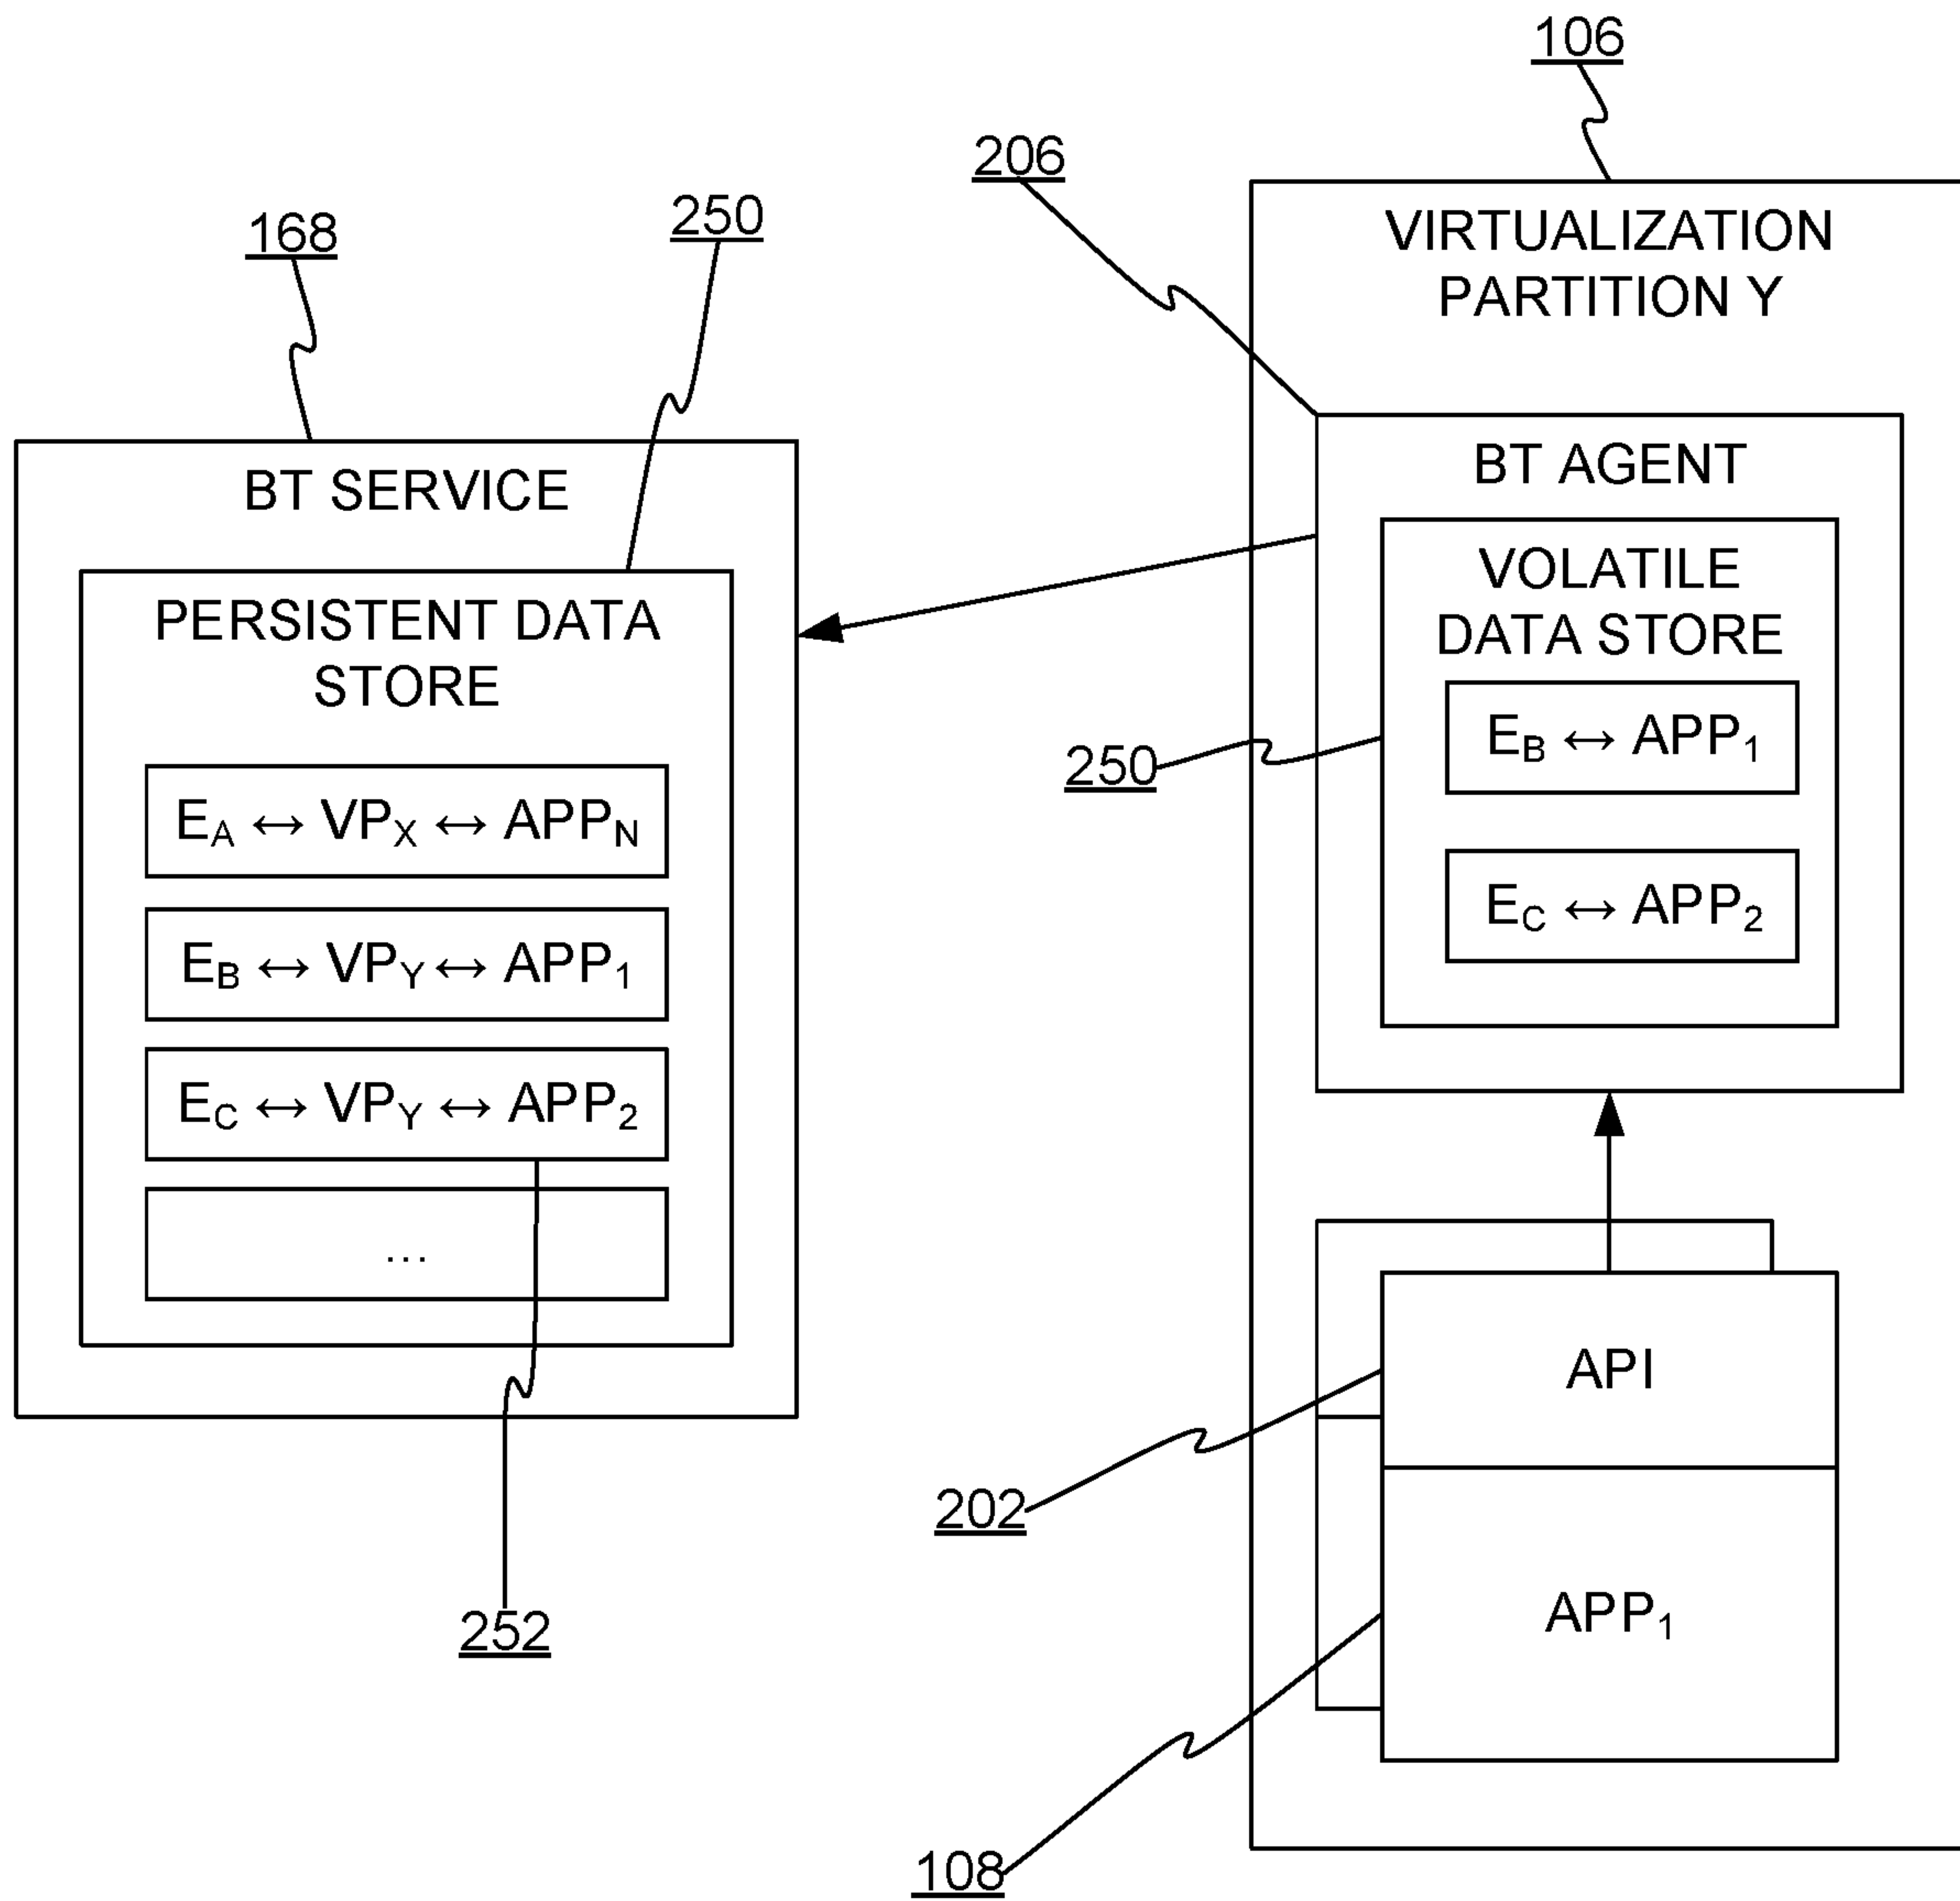 106
206
250
168
VIRTUALIZATION
PARTITION Y
BT SERVICE
PERSISTENT DATA
STORE
E_A ↔ VP_X ↔ APP_N
E_B ↔ VP_Y ↔ APP_1
E_C ↔ VP_Y ↔ APP_2
...
252
BT AGENT
VOLATILE
DATA STORE
E_B ↔ APP_1
E_C ↔ APP_2
250
API
202
APP_1
108